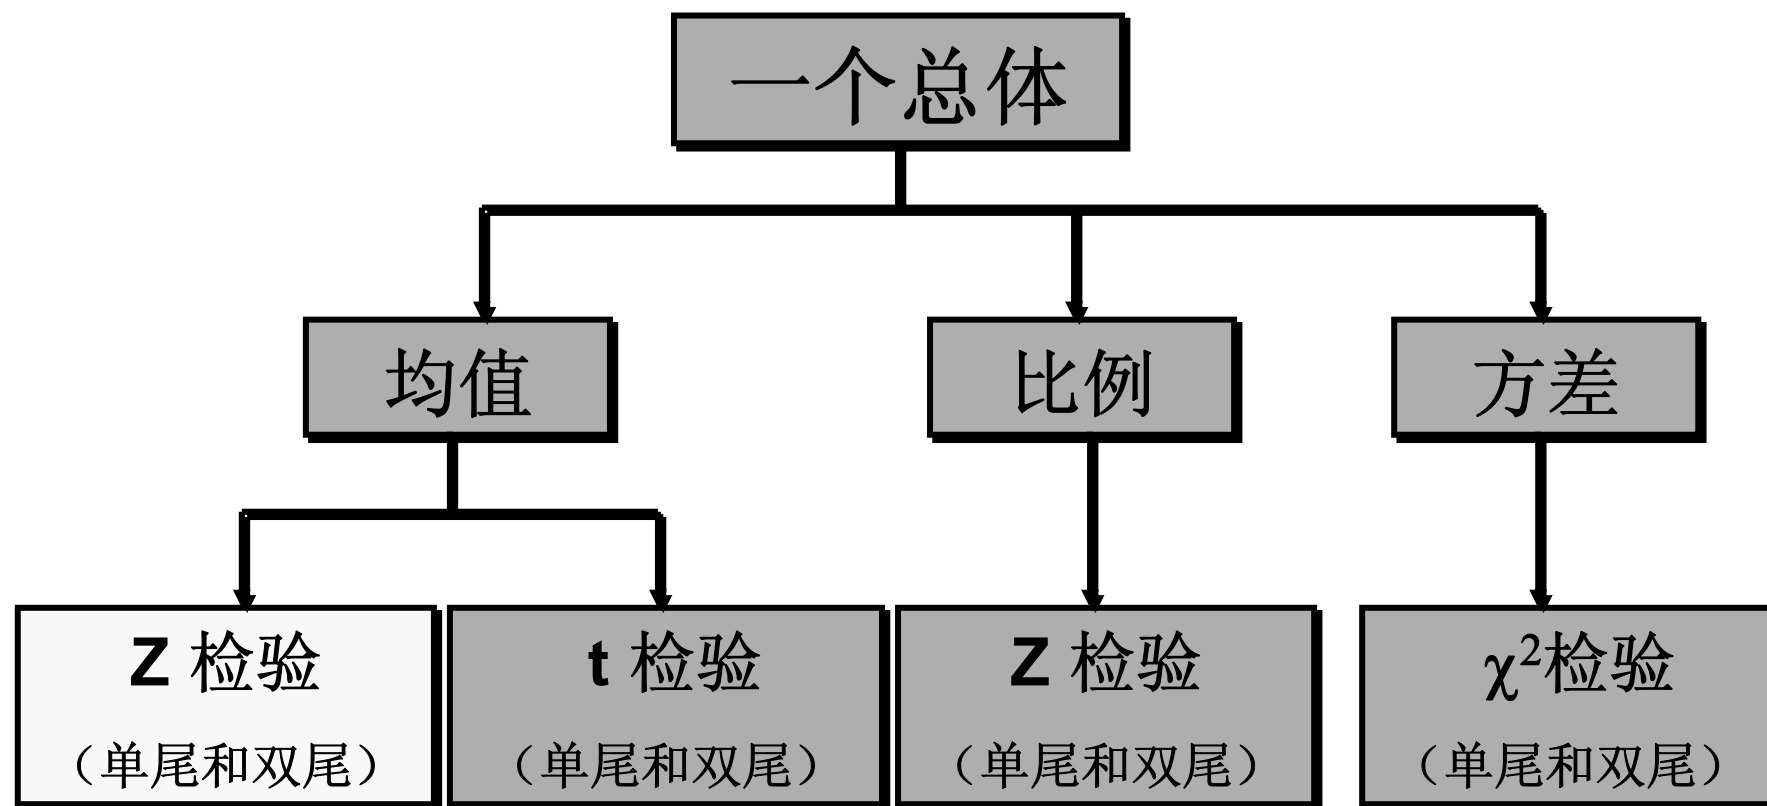 一个总体
均值
比例
方差
Z 检验
（单尾和双尾）
t 检验
（单尾和双尾）
Z 检验
（单尾和双尾）
χ²检验
（单尾和双尾）